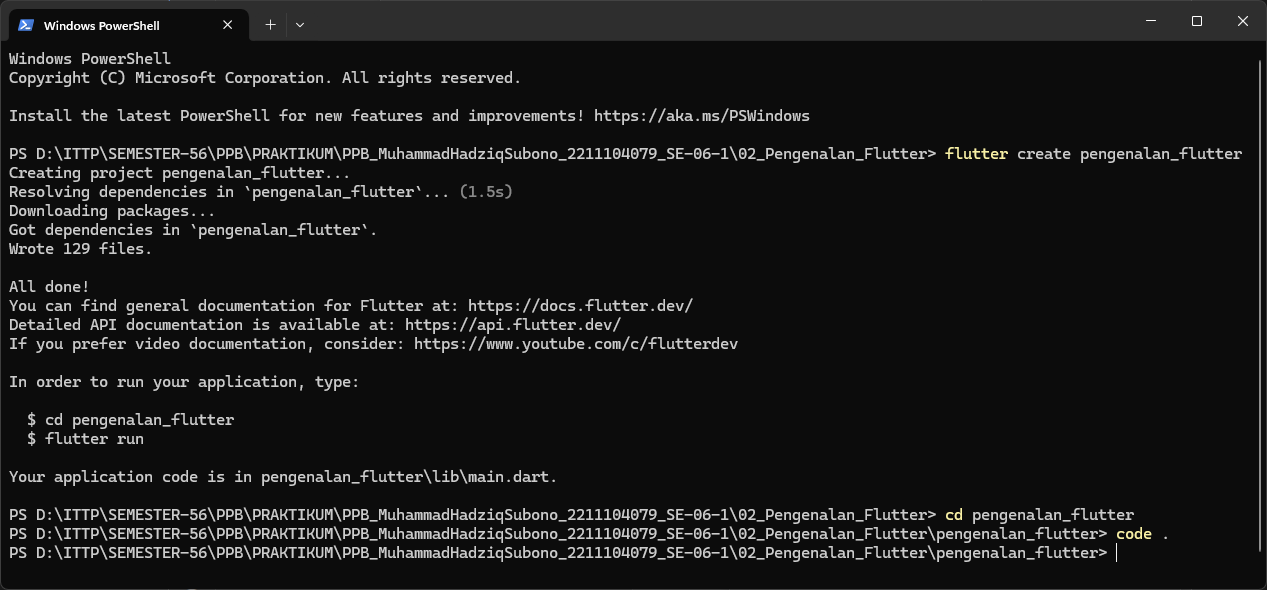 Windows PowerShell
Windows PowerShell
Copyright (C) Microsoft Corporation. All rights reserved.
Install the latest PowerShell for new features and improvements! https://aka.ms/PSWindows
PS D:\ITTP\SEMESTER-56\PPB\PRAKTIKUM\PPB_MuhammadHadziqSubono_2211104079_SE-06-1\02_Pengenalan_Flutter> flutter create pengenalan_flutter
Creating project pengenalan_flutter...
Resolving dependencies in `pengenalan_flutter`... (1.5s)
Downloading packages...
Got dependencies in `pengenalan_flutter`.
Wrote 129 files.
All done!
You can find general documentation for Flutter at: https://docs.flutter.dev/
Detailed API documentation is available at: https://api.flutter.dev/
If you prefer video documentation, consider: https://www.youtube.com/c/flutterdev
In order to run your application, type:
$ cd pengenalan_flutter
$ flutter run
Your application code is in pengenalan_flutter\lib\main.dart.
PS D:\ITTP\SEMESTER-56\PPB\PRAKTIKUM\PPB_MuhammadHadziqSubono_2211104079_SE-06-1\02_Pengenalan_Flutter> cd pengenalan_flutter
PS D:\ITTP\SEMESTER-56\PPB\PRAKTIKUM\PPB_MuhammadHadziqSubono_2211104079_SE-06-1\02_Pengenalan_Flutter\pengenalan_flutter> code .
PS D:\ITTP\SEMESTER-56\PPB\PRAKTIKUM\PPB_MuhammadHadziqSubono_2211104079_SE-06-1\02_Pengenalan_Flutter\pengenalan_flutter>